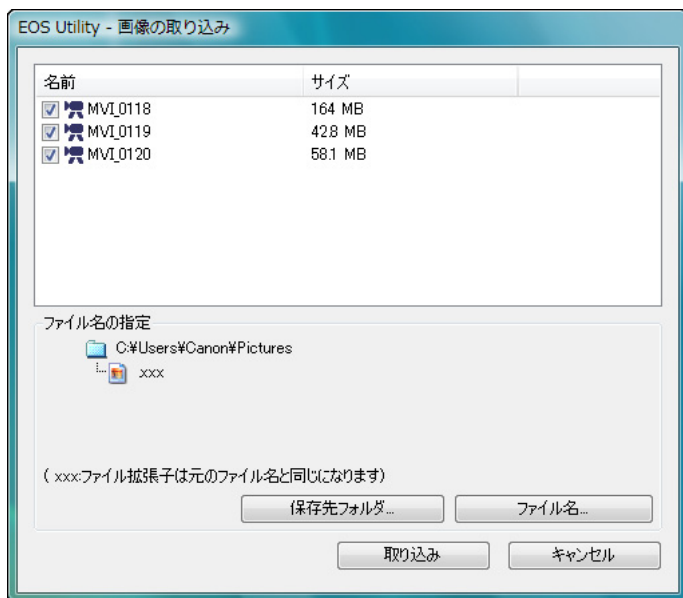 EOS Utility - 画像の取り込み
名前 サイズ
MVI_0118 164 MB
MVI_0119 42.8 MB
MVI_0120 58.1 MB
ファイル名の指定
C:¥Users¥Canon¥Pictures
xxx
( xxx:ファイル拡張子は元のファイル名と同じになります)
保存先フォルダ... ファイル名...
取り込み キャンセル